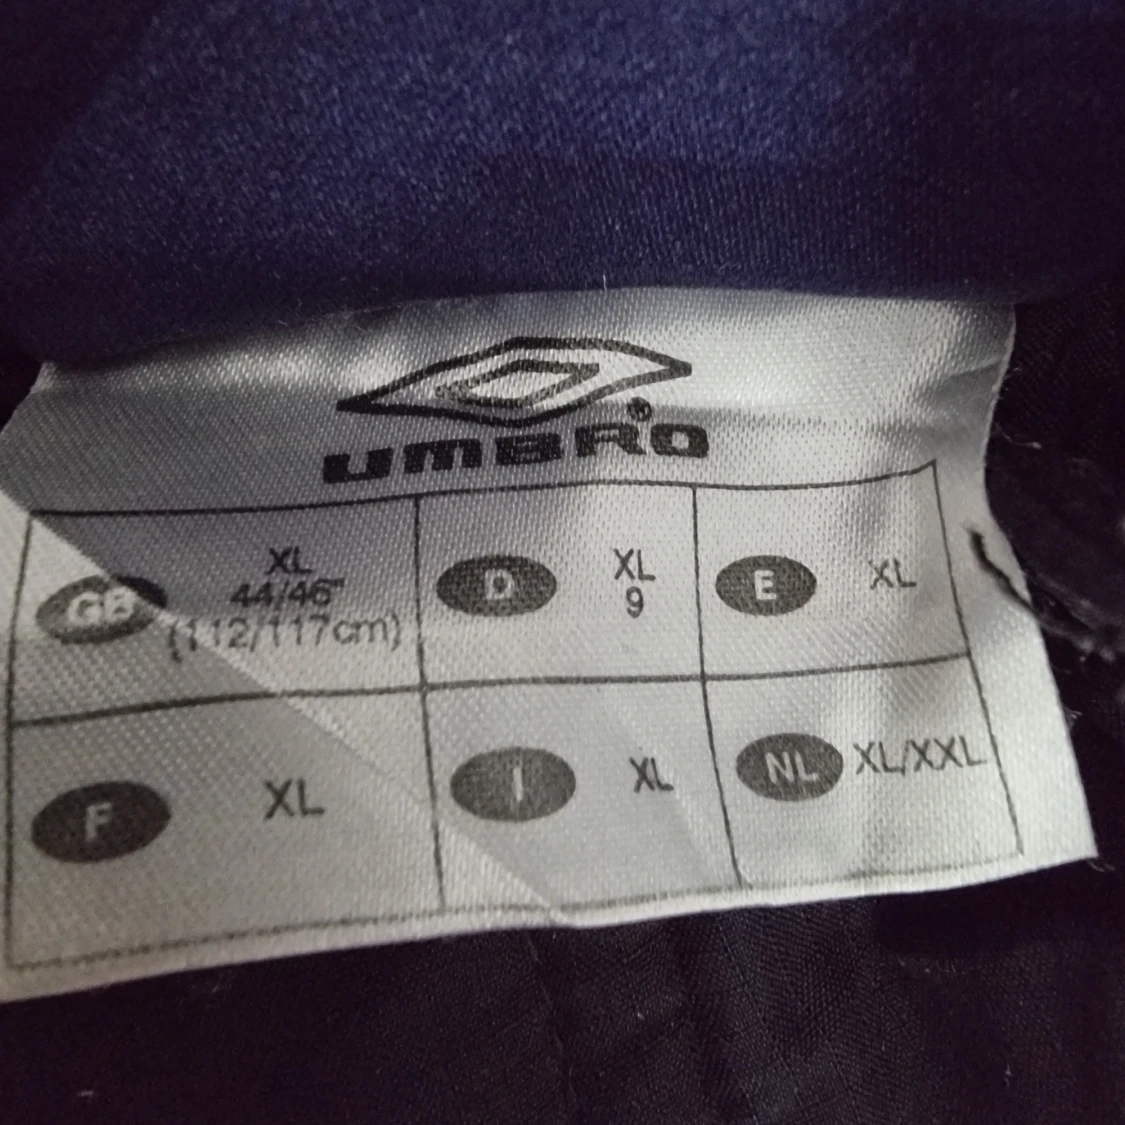 ®
UMBRO
GB XL
44/46"
(112/117cm)
D XL
9
E XL
F XL
I XL
NL XL/XXL